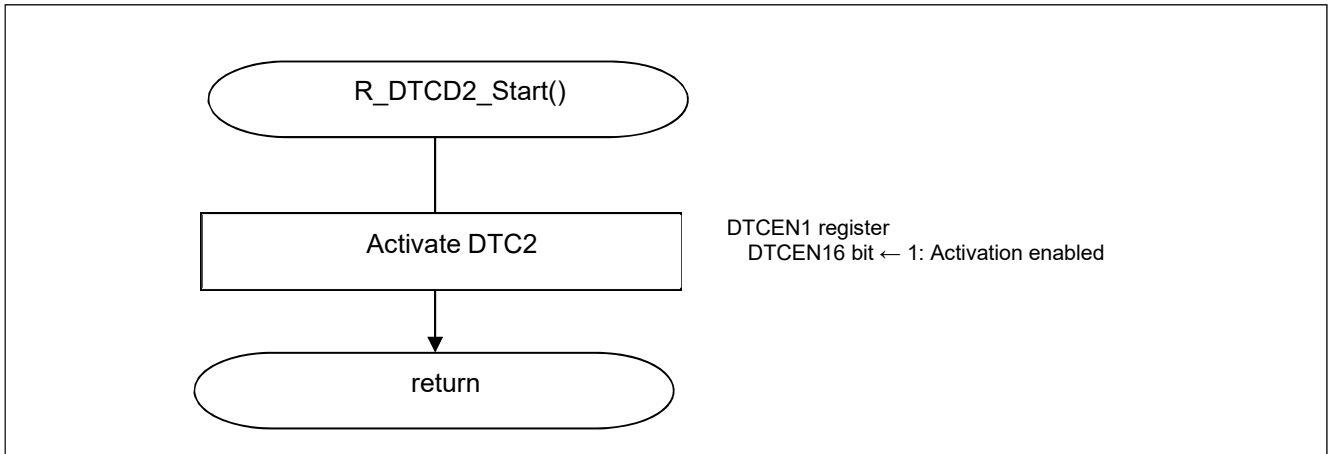 R_DTCD2_Start()
Activate DTC2
DTCEN1 register
DTCEN16 bit ← 1: Activation enabled
return